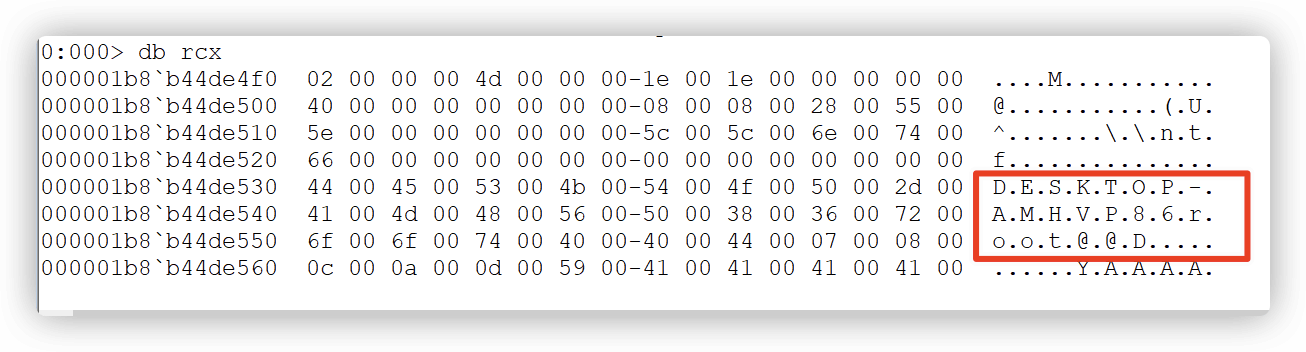 0:000> db rcx
000001b8`b44de4f0  02 00 00 00 4d 00 00 00-1e 00 1e 00 00 00 00 00  ....M...........
000001b8`b44de500  40 00 00 00 00 00 00 00-08 00 08 00 28 00 55 00  @...........(.U.
000001b8`b44de510  5e 00 00 00 00 00 00 00-5c 00 5c 00 6e 00 74 00  ^.......\.\.n.t.
000001b8`b44de520  66 00 00 00 00 00 00 00-00 00 00 00 00 00 00 00  f...............
000001b8`b44de530  44 00 45 00 53 00 4b 00-54 00 4f 00 50 00 2d 00  D.E.S.K.T.O.P.-.
000001b8`b44de540  41 00 4d 00 48 00 56 00-50 00 38 00 36 00 72 00  A.M.H.V.P.8.6.r.
000001b8`b44de550  6f 00 6f 00 74 00 40 00-40 00 44 00 07 00 08 00  o.o.t.@.@.D.....
000001b8`b44de560  0c 00 0a 00 0d 00 59 00-41 00 41 00 41 00 41 00  ......Y.A.A.A.A.